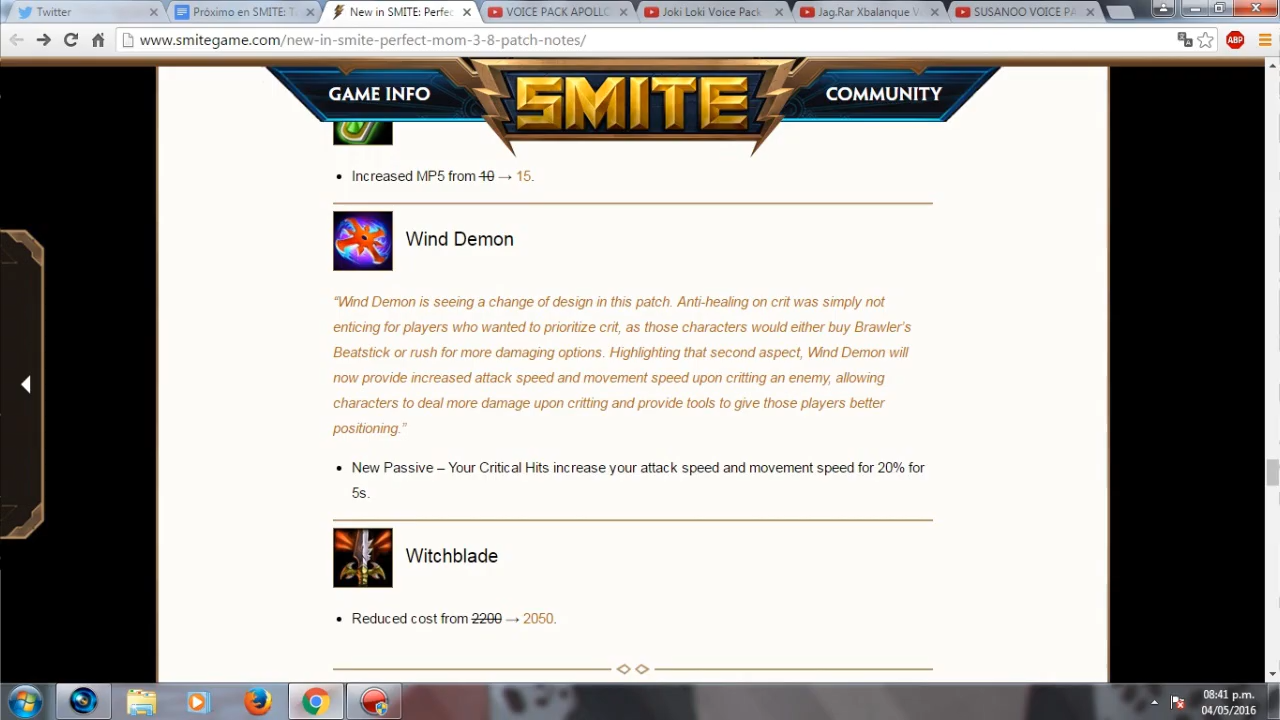 Twitter
Próximo en SMITE: T
New in SMITE: Perfe
VOICE PACK APOLLO
Joki Loki Voice Pack
Jag.Rar Xbalanque V
SUSANOO VOICE PA
www.smitegame.com/new-in-smite-perfect-mom-3-8-patch-notes/
ABP
GAME INFO
SMITE
COMMUNITY
Increased MP5 from 10 → 15.
Wind Demon
“Wind Demon is seeing a change of design in this patch. Anti-healing on crit was simply not
enticing for players who wanted to prioritize crit, as those characters would either buy Brawler’s
Beatstick or rush for more damaging options. Highlighting that second aspect, Wind Demon will
now provide increased attack speed and movement speed upon critting an enemy, allowing
characters to deal more damage upon critting and provide tools to give those players better
positioning.”
New Passive – Your Critical Hits increase your attack speed and movement speed for 20% for
5s.
Witchblade
Reduced cost from 2200 → 2050.
08:41 p.m.
04/05/2016